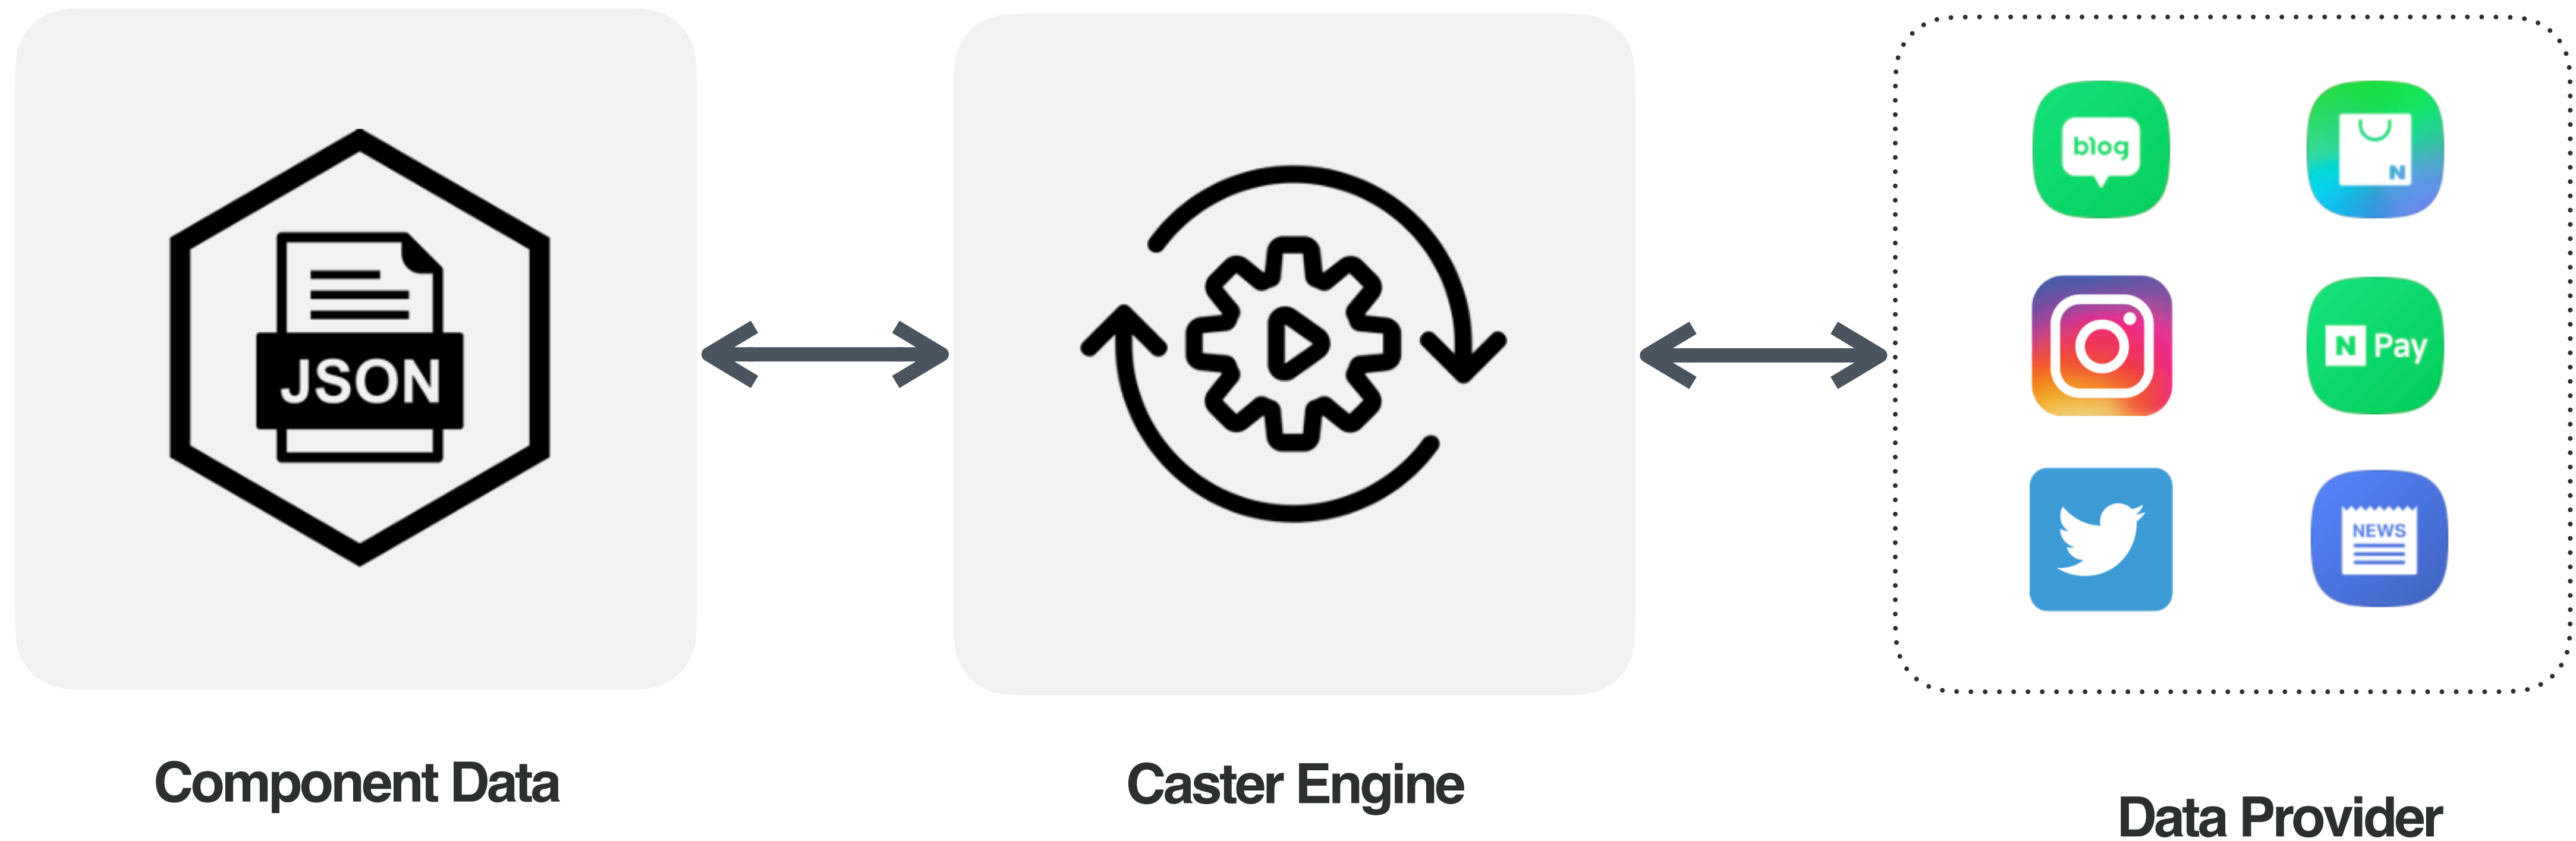 JSON
blog
N
N Pay
NEWS
Component Data
Caster Engine
Data Provider